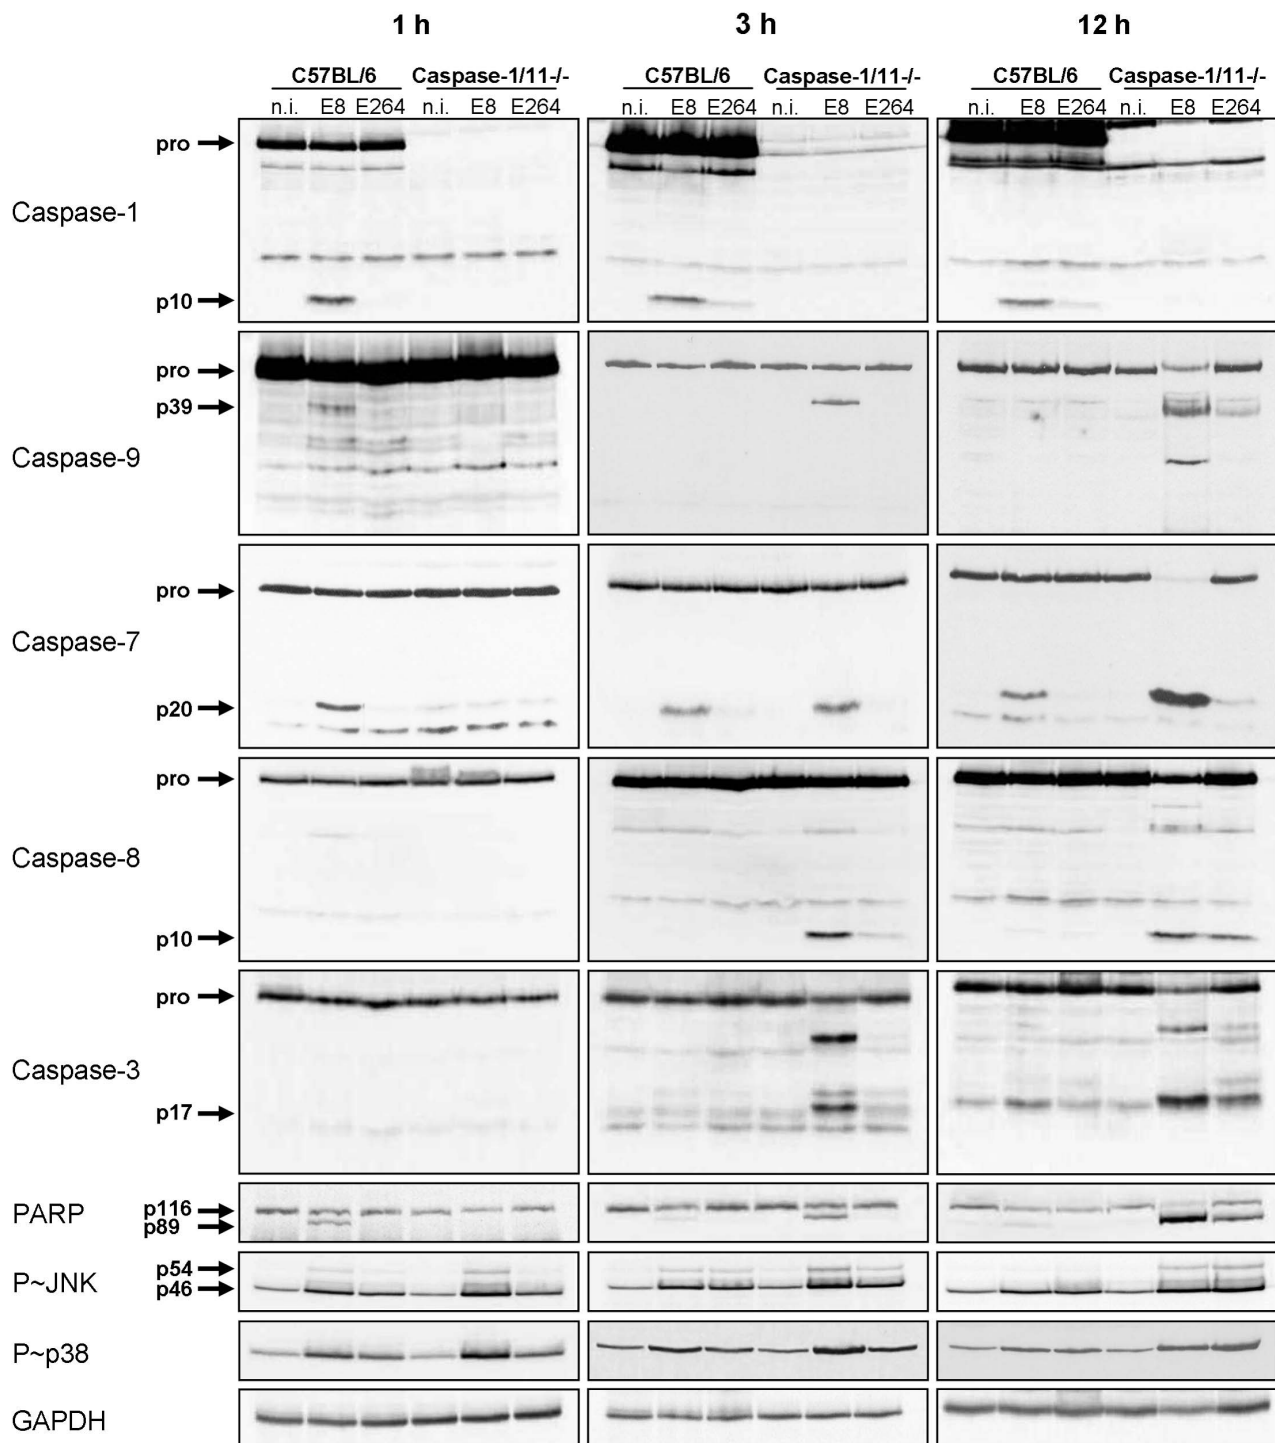 1 h 3 h 12 h
C57BL/6 Caspase-1/11-/- C57BL/6 Caspase-1/11-/- C57BL/6 Caspase-1/11-/-
n.i. E8 E264 n.i. E8 E264 n.i. E8 E264 n.i. E8 E264 n.i. E8 E264 n.i. E8 E264
pro
Caspase-1
p10
pro
p39
Caspase-9
pro
Caspase-7
p20
pro
Caspase-8
p10
pro
Caspase-3
p17
PARP p116
p89
P~JNK p54
p46
P~p38
GAPDH